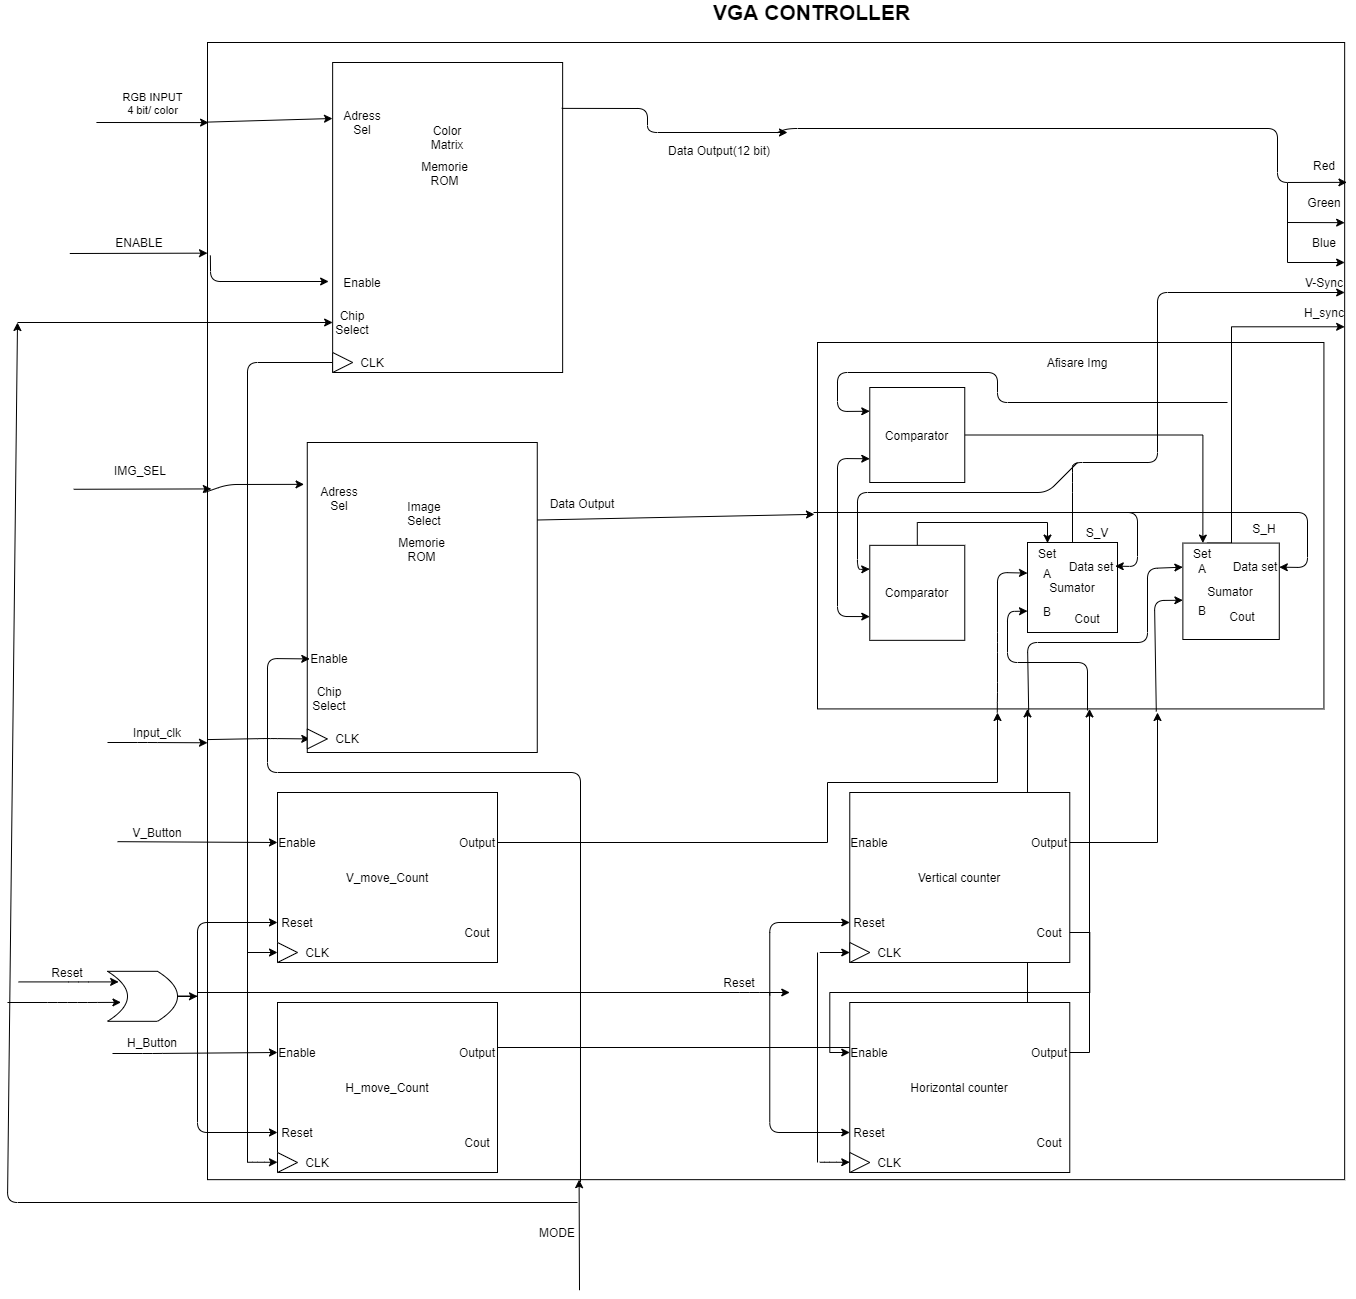 VGA CONTROLLER
RGB INPUT
4 bit/ color
Adress
Sel
Color
Matrix
Memorie
ROM
Data Output(12 bit)
Red
Green
Blue
ENABLE
Enable
Chip
Select
CLK
V-Sync
H_sync
Afisare Img
Comparator
IMG_SEL
Adress
Sel
Image
Select
Memorie
ROM
Data Output
Enable
Chip
Select
CLK
Input_clk
Comparator
S_V
Set
A
Data set
Sumator
B
Cout
S_H
Set
A
Data set
Sumator
B
Cout
V_Button
Enable
Output
V_move_Count
Reset
Cout
CLK
Enable
Output
Vertical counter
Reset
Cout
CLK
Reset
Reset
H_Button
Enable
Output
H_move_Count
Reset
Cout
CLK
Enable
Output
Horizontal counter
Reset
Cout
CLK
MODE